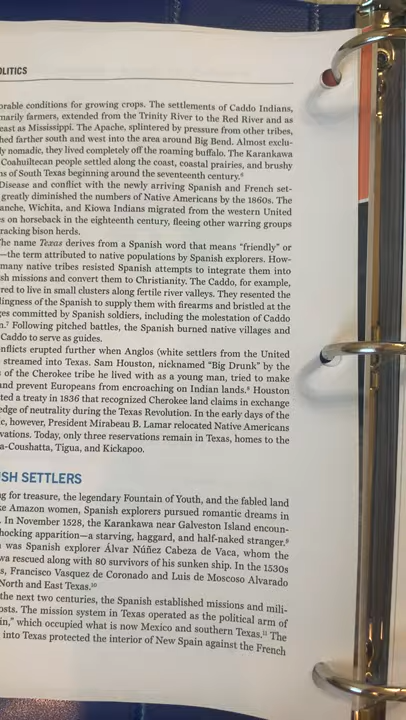 OLITICS
orable conditions for growing crops. The settlements of Caddo Indians,
marily farmers, extended from the Trinity River to the Red River and as
east as Mississippi. The Apache, splintered by pressure from other tribes,
hed farther south and west into the area around Big Bend. Almost exclu-
ly nomadic, they lived completely off the roaming buffalo. The Karankawa
Coahuiltecan people settled along the coast, coastal prairies, and brushy
ns of South Texas beginning around the seventeenth century.⁶
Disease and conflict with the newly arriving Spanish and French set-
greatly diminished the numbers of Native Americans by the 1860s. The
anche, Wichita, and Kiowa Indians migrated from the western United
es on horseback in the eighteenth century, fleeing other warring groups
racking bison herds.
he name Texas derives from a Spanish word that means “friendly” or
—the term attributed to native populations by Spanish explorers. How-
many native tribes resisted Spanish attempts to integrate them into
sh missions and convert them to Christianity. The Caddo, for example,
red to live in small clusters along fertile river valleys. They resented the
lingness of the Spanish to supply them with firearms and bristled at the
ges committed by Spanish soldiers, including the molestation of Caddo
n.⁷ Following pitched battles, the Spanish burned native villages and
Caddo to serve as guides.
nflicts erupted further when Anglos (white settlers from the United
streamed into Texas. Sam Houston, nicknamed “Big Drunk” by the
of the Cherokee tribe he lived with as a young man, tried to make
and prevent Europeans from encroaching on Indian lands.⁸ Houston
ted a treaty in 1836 that recognized Cherokee land claims in exchange
edge of neutrality during the Texas Revolution. In the early days of the
ic, however, President Mirabeau B. Lamar relocated Native Americans
vations. Today, only three reservations remain in Texas, homes to the
a-Coushatta, Tigua, and Kickapoo.
SH SETTLERS
ng for treasure, the legendary Fountain of Youth, and the fabled land
ke Amazon women, Spanish explorers pursued romantic dreams in
. In November 1528, the Karankawa near Galveston Island encoun-
hocking apparition—a starving, haggard, and half-naked stranger.⁹
n was Spanish explorer Álvar Núñez Cabeza de Vaca, whom the
wa rescued along with 80 survivors of his sunken ship. In the 1530s
s, Francisco Vasquez de Coronado and Luis de Moscoso Alvarado
North and East Texas.¹⁰
the next two centuries, the Spanish established missions and mili-
osts. The mission system in Texas operated as the political arm of
in,” which occupied what is now Mexico and southern Texas.¹¹ The
into Texas protected the interior of New Spain against the French